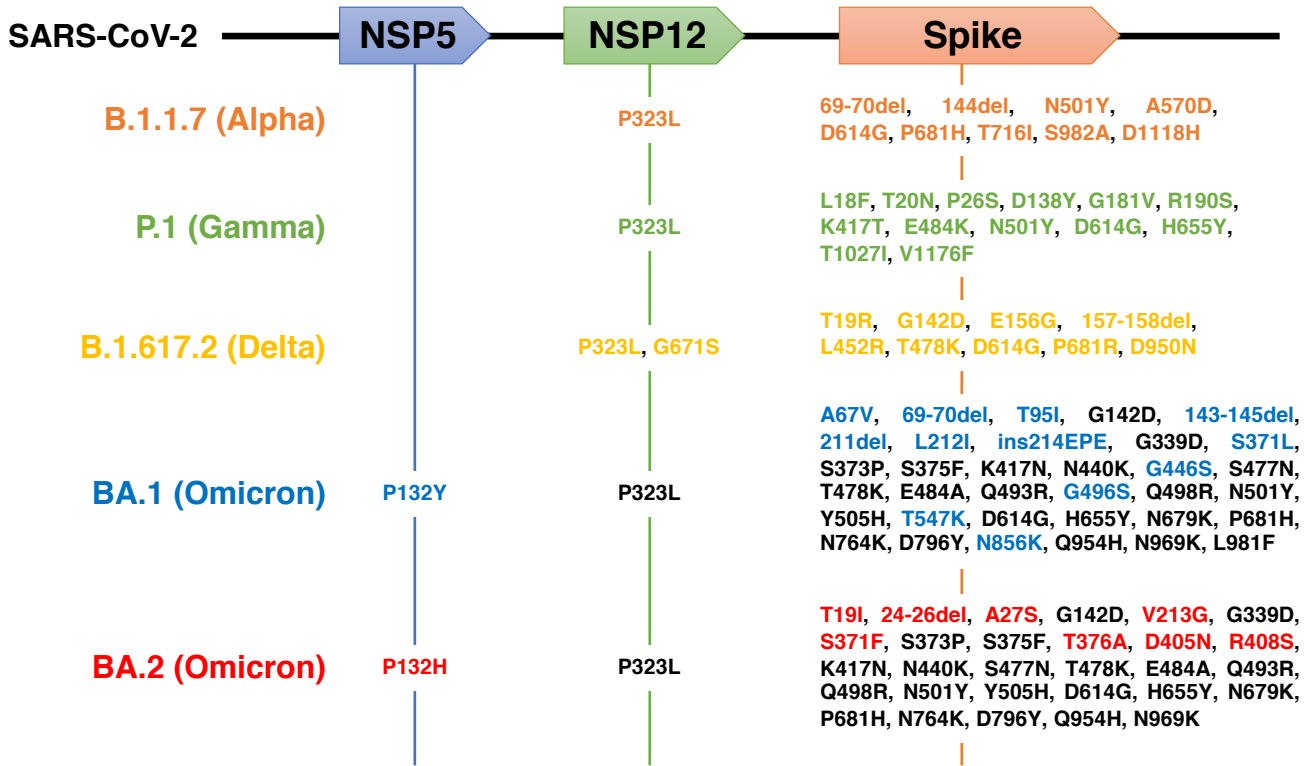 SARS-CoV-2 NSP5 NSP12 Spike
B.1.1.7 (Alpha) P323L
69-70del, 144del, N501Y, A570D,
D614G, P681H, T716I, S982A, D1118H
P.1 (Gamma) P323L
L18F, T20N, P26S, D138Y, G181V, R190S,
K417T, E484K, N501Y, D614G, H655Y,
T1027I, V1176F
B.1.617.2 (Delta) P323L, G671S
T19R, G142D, E156G, 157-158del,
L452R, T478K, D614G, P681R, D950N
BA.1 (Omicron) P132Y P323L
A67V, 69-70del, T95I, G142D, 143-145del,
211del, L212I, ins214EPE, G339D, S371L,
S373P, S375F, K417N, N440K, G446S, S477N,
T478K, E484A, Q493R, G496S, Q498R, N501Y,
Y505H, T547K, D614G, H655Y, N679K, P681H,
N764K, D796Y, N856K, Q954H, N969K, L981F
BA.2 (Omicron) P132H P323L
T19I, 24-26del, A27S, G142D, V213G, G339D,
S371F, S373P, S375F, T376A, D405N, R408S,
K417N, N440K, S477N, T478K, E484A, Q493R,
Q498R, N501Y, Y505H, D614G, H655Y, N679K,
P681H, N764K, D796Y, Q954H, N969K